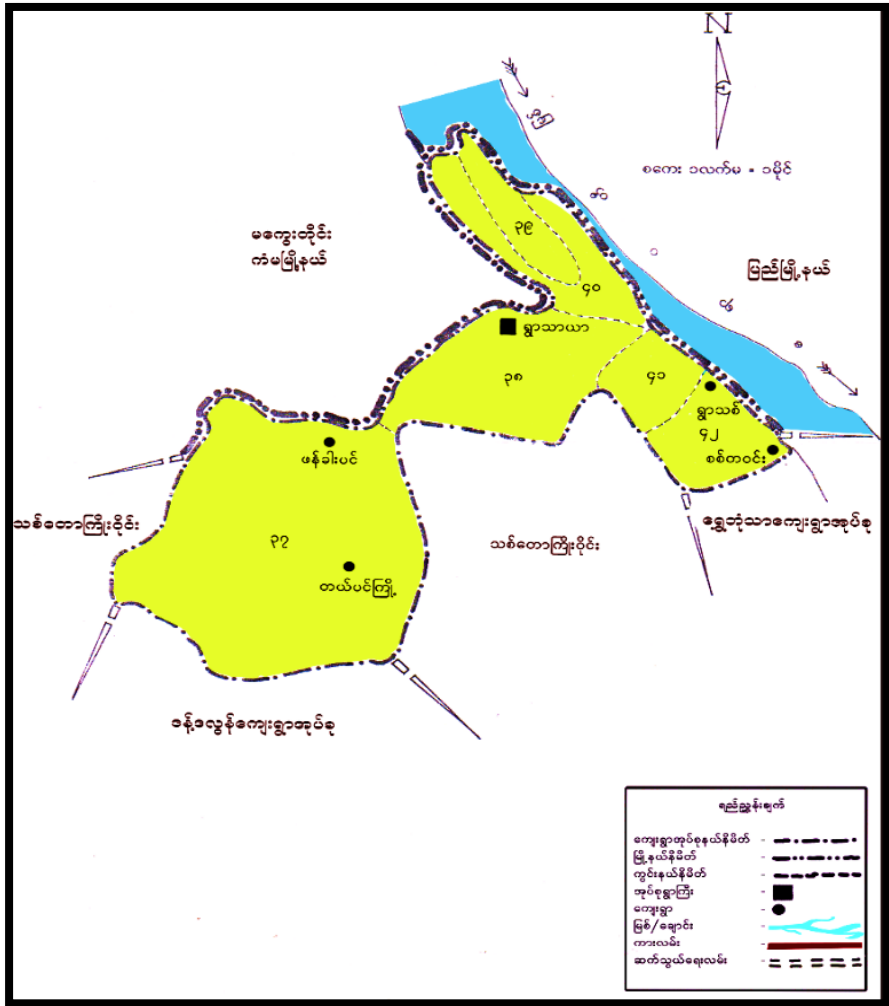 N
မြစ်
စကေး ၁လက်မ = ၁မိုင်
မကွေးတိုင်း
ကံမမြို့နယ်
ပြည်မြို့နယ်
၃၉
၄၀
ရွာသာယာ
၃၈
၄၁
ရွာသစ်
၄၂
စစ်တဝင်း
ဖန်ခါးပင်
သစ်တောကြိုးဝိုင်း
၃၇
သစ်တောကြိုးဝိုင်း
ရွှေဘုံသာကျေးရွာအုပ်စု
တယ်ပင်ကြို့
ဒန့်ဒလွန်ကျေးရွာအုပ်စု
ရည်ညွှန်းချက်
ကျေးရွာအုပ်စုနယ်နိမိတ်
မြို့နယ်နိမိတ်
ကွင်းနယ်နိမိတ်
အုပ်စုရွာကြီး
ကျေးရွာ
မြစ်/ချောင်း
ကားလမ်း
ဆက်သွယ်ရေးလမ်း